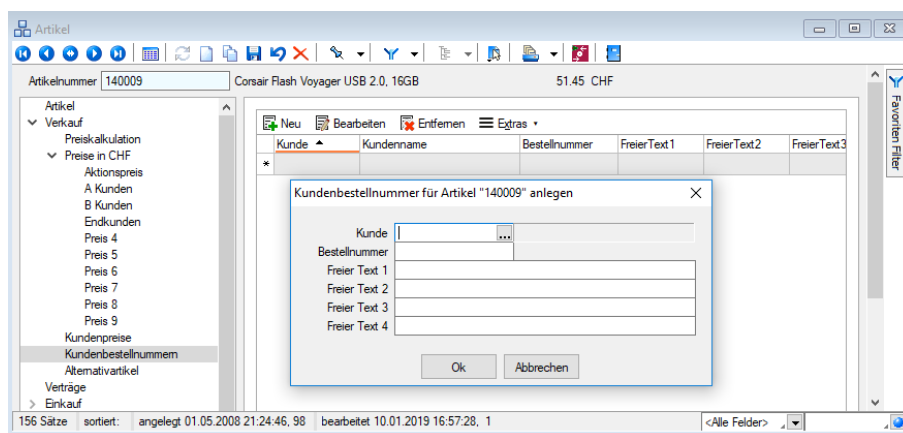 Artikel
Artikelnummer 140009 Corsair Flash Voyager USB 2.0, 16GB 51.45 CHF
Artikel
Verkauf
Preiskalkulation
Preise in CHF
Aktionspreis
A Kunden
B Kunden
Endkunden
Preis 4
Preis 5
Preis 6
Preis 7
Preis 8
Preis 9
Kundenpreise
Kundenbestellnummern
Alternativartikel
Verträge
Einkauf
Neu Bearbeiten Entfernen Extras
Kunde Kundenname Bestellnummer FreierText1 FreierText2 FreierText3
*
Kundenbestellnummer für Artikel "140009" anlegen
Kunde ...
Bestellnummer
Freier Text 1
Freier Text 2
Freier Text 3
Freier Text 4
Ok Abbrechen
Favoriten Filter
156 Sätze sortiert: angelegt 01.05.2008 21:24:46, 98 bearbeitet 10.01.2019 16:57:28, 1 <Alle Felder>